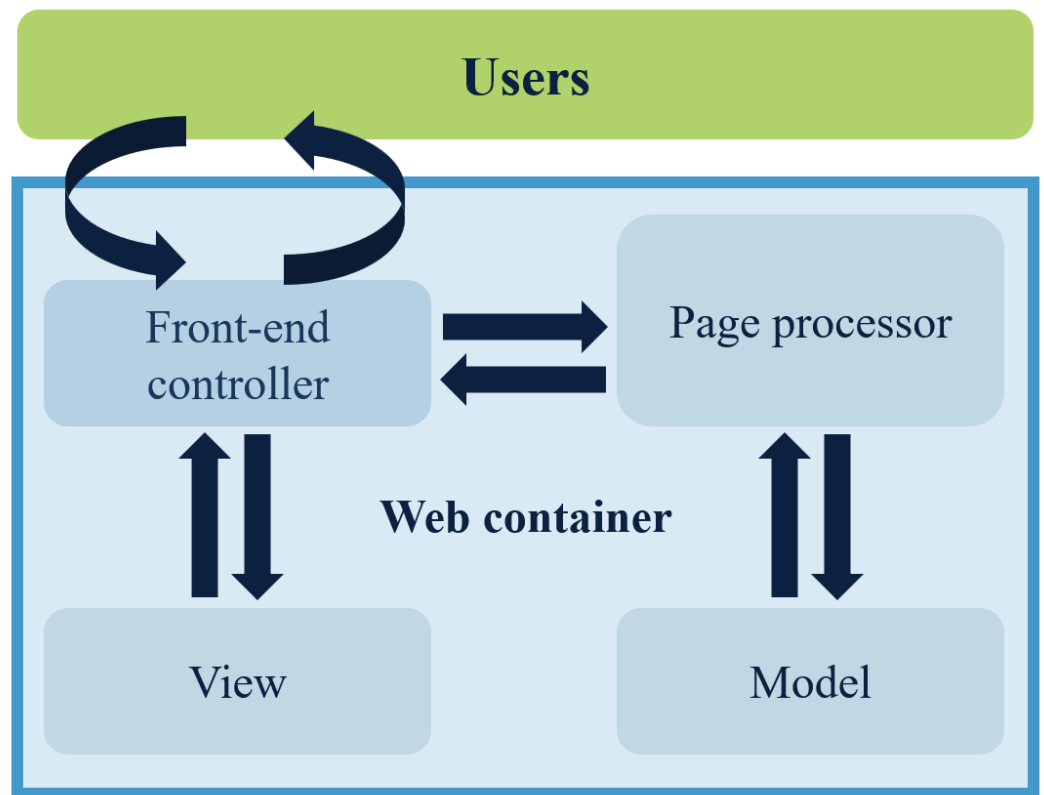 Users
Front-end
controller
Page processor
Web container
View
Model